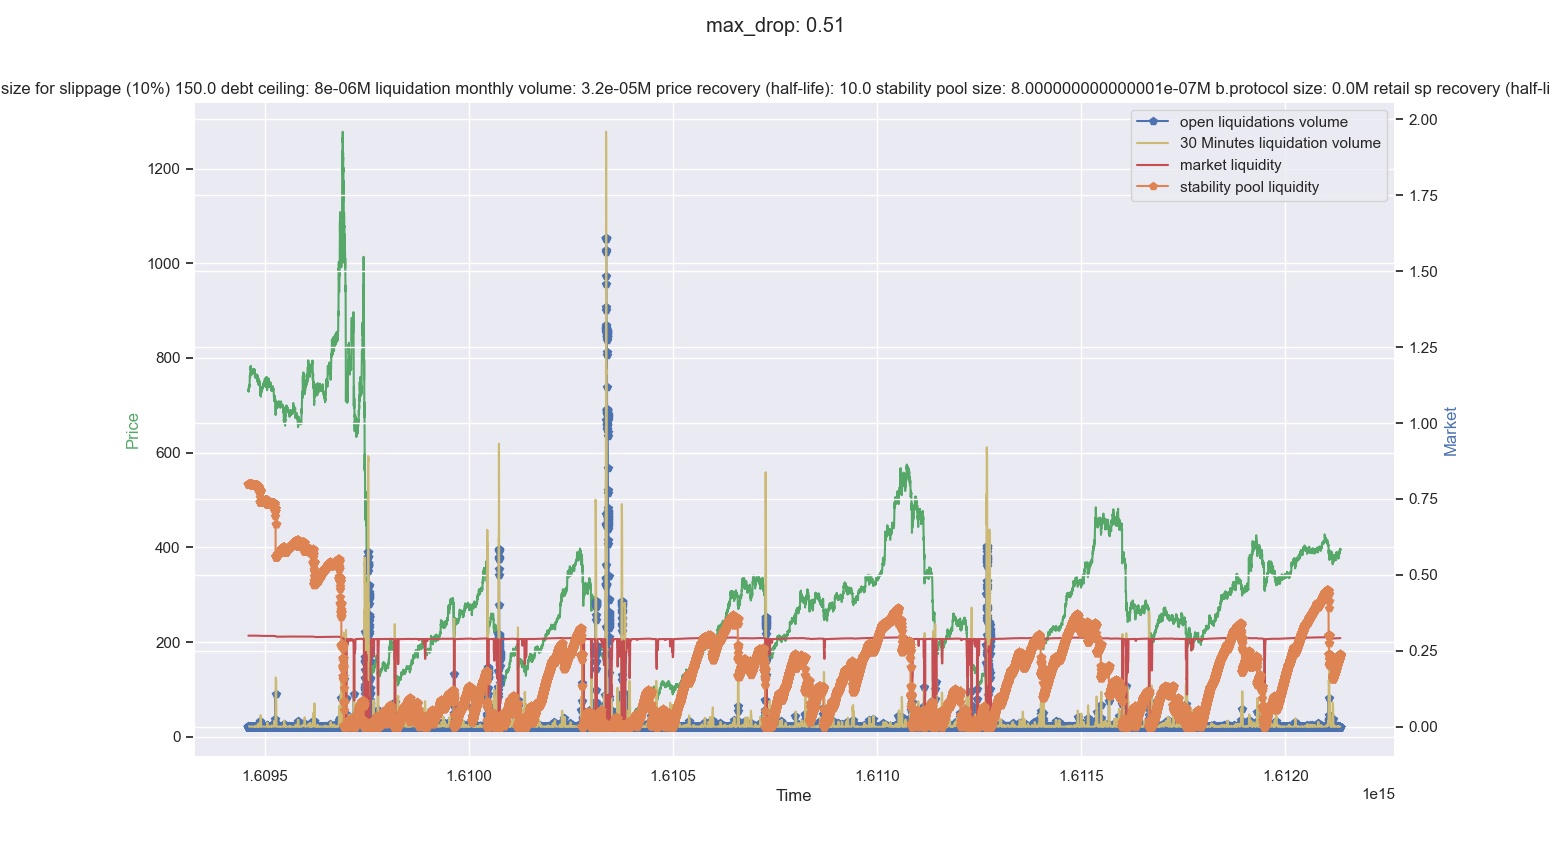 max_drop: 0.51
size for slippage (10%) 150.0 debt ceiling: 8e-06M liquidation monthly volume: 3.2e-05M price recovery (half-life): 10.0 stability pool size: 8.000000000000001e-07M b.protocol size: 0.0M retail sp recovery (half-li
open liquidations volume
30 Minutes liquidation volume
market liquidity
stability pool liquidity
1200
1000
800
600
400
200
0
Price
2.00
1.75
1.50
1.25
1.00
0.75
0.50
0.25
0.00
Market
1.6095 1.6100 1.6105 1.6110 1.6115 1.6120
1e15
Time